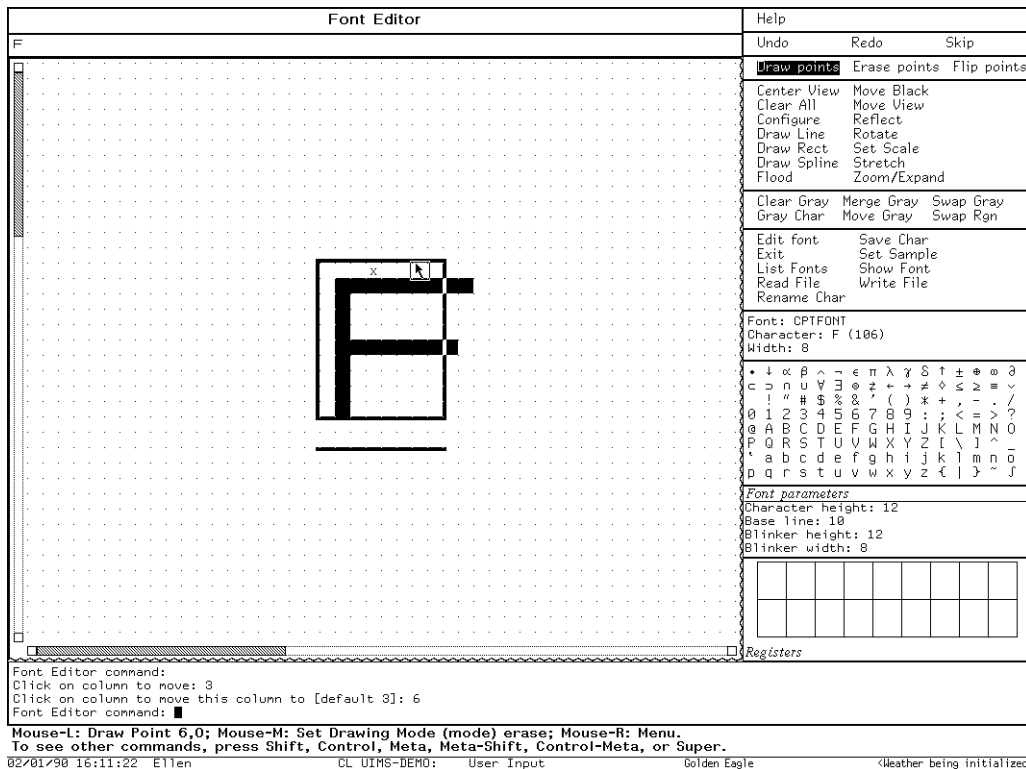 Font Editor
F
x
Help
Undo Redo Skip
Draw points Erase points Flip points
Center View Move Black
Clear All Move View
Configure Reflect
Draw Line Rotate
Draw Rect Set Scale
Draw Spline Stretch
Flood Zoom/Expand
Clear Gray Merge Gray Swap Gray
Gray Char Move Gray Swap Rgn
Edit font Save Char
Exit Set Sample
List Fonts Show Font
Read File Write File
Rename Char
Font: CPTFONT
Character: F (106)
Width: 8
• ↓ α β ^ ¬ ε π λ γ δ ↑ ± ⊕ ∞ ∂
⊂ ⊃ ∩ ∪ ∀ ∃ ⊗ ⇄ ← → ≠ ◊ ≤ ≥ ≡ ∨
! " # $ % & ' ( ) * + , - . /
0 1 2 3 4 5 6 7 8 9 : ; < = > ?
@ A B C D E F G H I J K L M N O
P Q R S T U V W X Y Z [ \ ] ^ _
` a b c d e f g h i j k l m n o
p q r s t u v w x y z { | } ~ ∫
Font parameters
Character height: 12
Base line: 10
Blinker height: 12
Blinker width: 8
Registers
Font Editor command:
Click on column to move: 3
Click on column to move this column to [default 3]: 6
Font Editor command:
Mouse-L: Draw Point 6,0; Mouse-M: Set Drawing Mode (mode) erase; Mouse-R: Menu.
To see other commands, press Shift, Control, Meta, Meta-Shift, Control-Meta, or Super.
02/01/90 16:11:22 Ellen CL UIMS-DEMO: User Input Golden Eagle <Weather being initialized